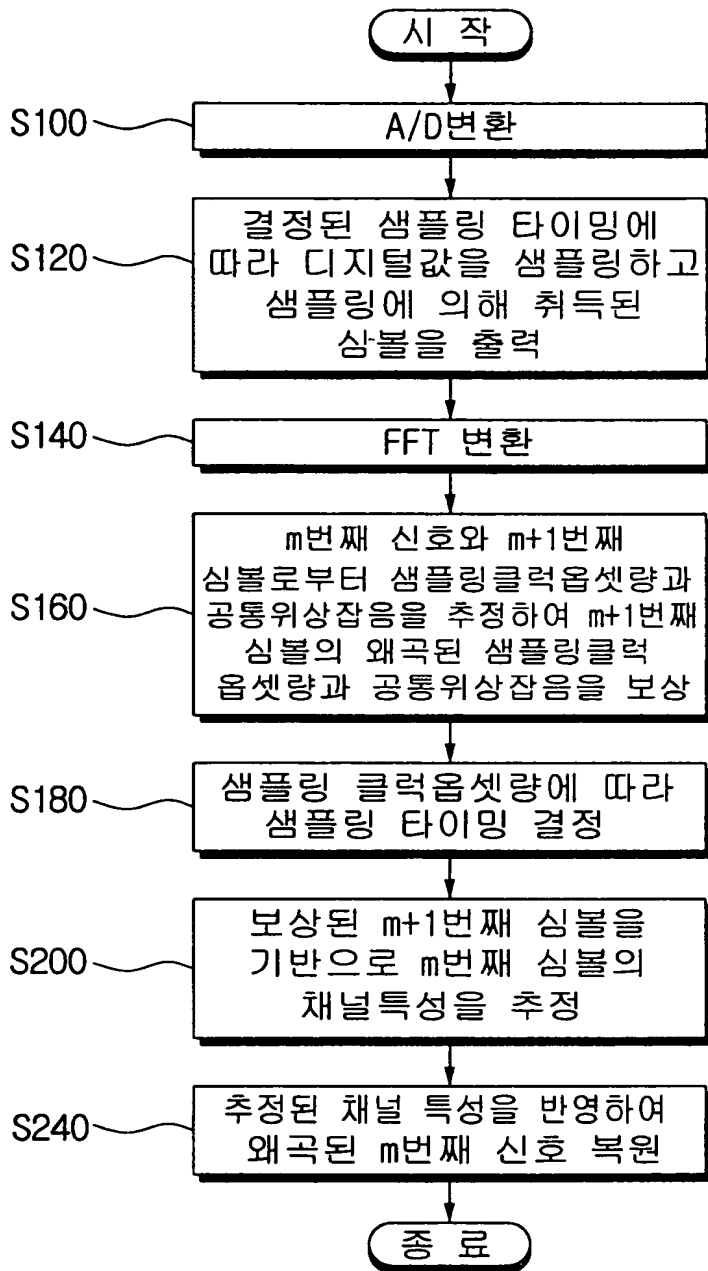 시 작
S100
A/D변환
S120
결정된 샘플링 타이밍에
따라 디지털값을 샘플링하고
샘플링에 의해 취득된
심볼을 출력
S140
FFT 변환
S160
m번째 신호와 m+1번째
심볼로부터 샘플링클럭옵셋량과
공통위상잡음을 추정하여 m+1번째
심볼의 왜곡된 샘플링클럭
옵셋량과 공통위상잡음을 보상
S180
샘플링 클럭옵셋량에 따라
샘플링 타이밍 결정
S200
보상된 m+1번째 심볼을
기반으로 m번째 심볼의
채널특성을 추정
S240
추정된 채널 특성을 반영하여
왜곡된 m번째 신호 복원
종 료